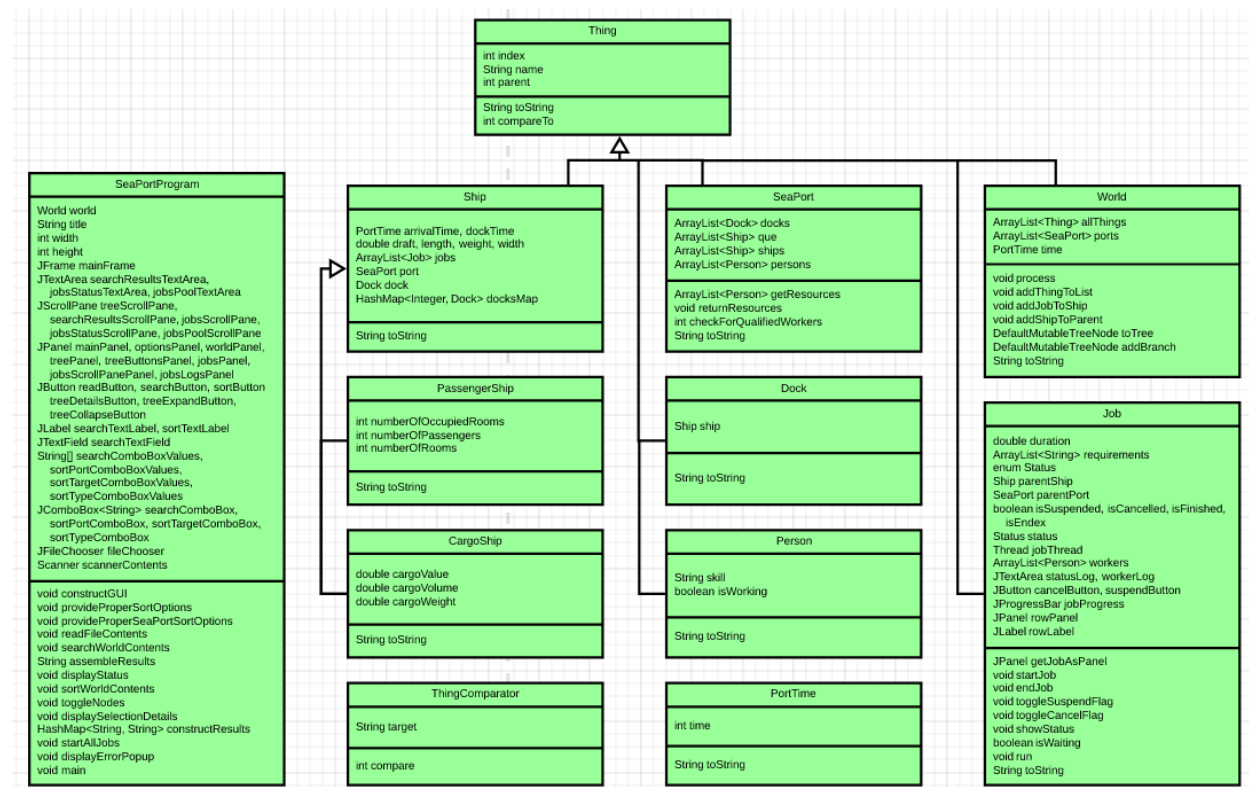 Thing
int index
String name
int parent
String toString
int compareTo
SeaPortProgram
World world
String title
int width
int height
JFrame mainFrame
JTextArea searchResultsTextArea,
jobsStatusTextArea, jobsPoolTextArea
JScrollPane treeScrollPane,
searchResultsScrollPane, jobsScrollPane,
jobsStatusScrollPane, jobsPoolScrollPane
JPanel mainPanel, optionsPanel, worldPanel,
treePanel, treeButtonsPanel, jobsPanel,
jobsScrollPanePanel, jobsLogsPanel
JButton readButton, searchButton, sortButton
treeDetailsButton, treeExpandButton,
treeCollapseButton
JLabel searchTextLabel, sortTextLabel
JTextField searchTextField
String[] searchComboBoxValues,
sortPortComboBoxValues,
sortTargetComboBoxValues,
sortTypeComboBoxValues
JComboBox<String> searchComboBox,
sortPortComboBox, sortTargetComboBox,
sortTypeComboBox
JFileChooser fileChooser
Scanner scannerContents
void constructGUI
void provideProperSortOptions
void provideProperSeaPortSortOptions
void readFileContents
void searchWorldContents
String assembleResults
void displayStatus
void sortWorldContents
void toggleNodes
void displaySelectionDetails
HashMap<String, String> constructResults
void startAllJobs
void displayErrorPopup
void main
Ship
PortTime arrivalTime, dockTime
double draft, length, weight, width
ArrayList<Job> jobs
SeaPort port
Dock dock
HashMap<Integer, Dock> docksMap
String toString
PassengerShip
int numberOfOccupiedRooms
int numberOfPassengers
int numberOfRooms
String toString
CargoShip
double cargoValue
double cargoVolume
double cargoWeight
String toString
ThingComparator
String target
int compare
SeaPort
ArrayList<Dock> docks
ArrayList<Ship> que
ArrayList<Ship> ships
ArrayList<Person> persons
ArrayList<Person> getResources
void returnResources
int checkForQualifiedWorkers
String toString
Dock
Ship ship
String toString
Person
String skill
boolean isWorking
String toString
PortTime
int time
String toString
World
ArrayList<Thing> allThings
ArrayList<SeaPort> ports
PortTime time
void process
void addThingToList
void addJobToShip
void addShipToParent
DefaultMutableTreeNode toTree
DefaultMutableTreeNode addBranch
String toString
Job
double duration
ArrayList<String> requirements
enum Status
Ship parentShip
SeaPort parentPort
boolean isSuspended, isCancelled, isFinished,
isEndex
Status status
Thread jobThread
ArrayList<Person> workers
JTextArea statusLog, workerLog
JButton cancelButton, suspendButton
JProgressBar jobProgress
JPanel rowPanel
JLabel rowLabel
JPanel getJobAsPanel
void startJob
void endJob
void toggleSuspendFlag
void toggleCancelFlag
void showStatus
boolean isWaiting
void run
String toString